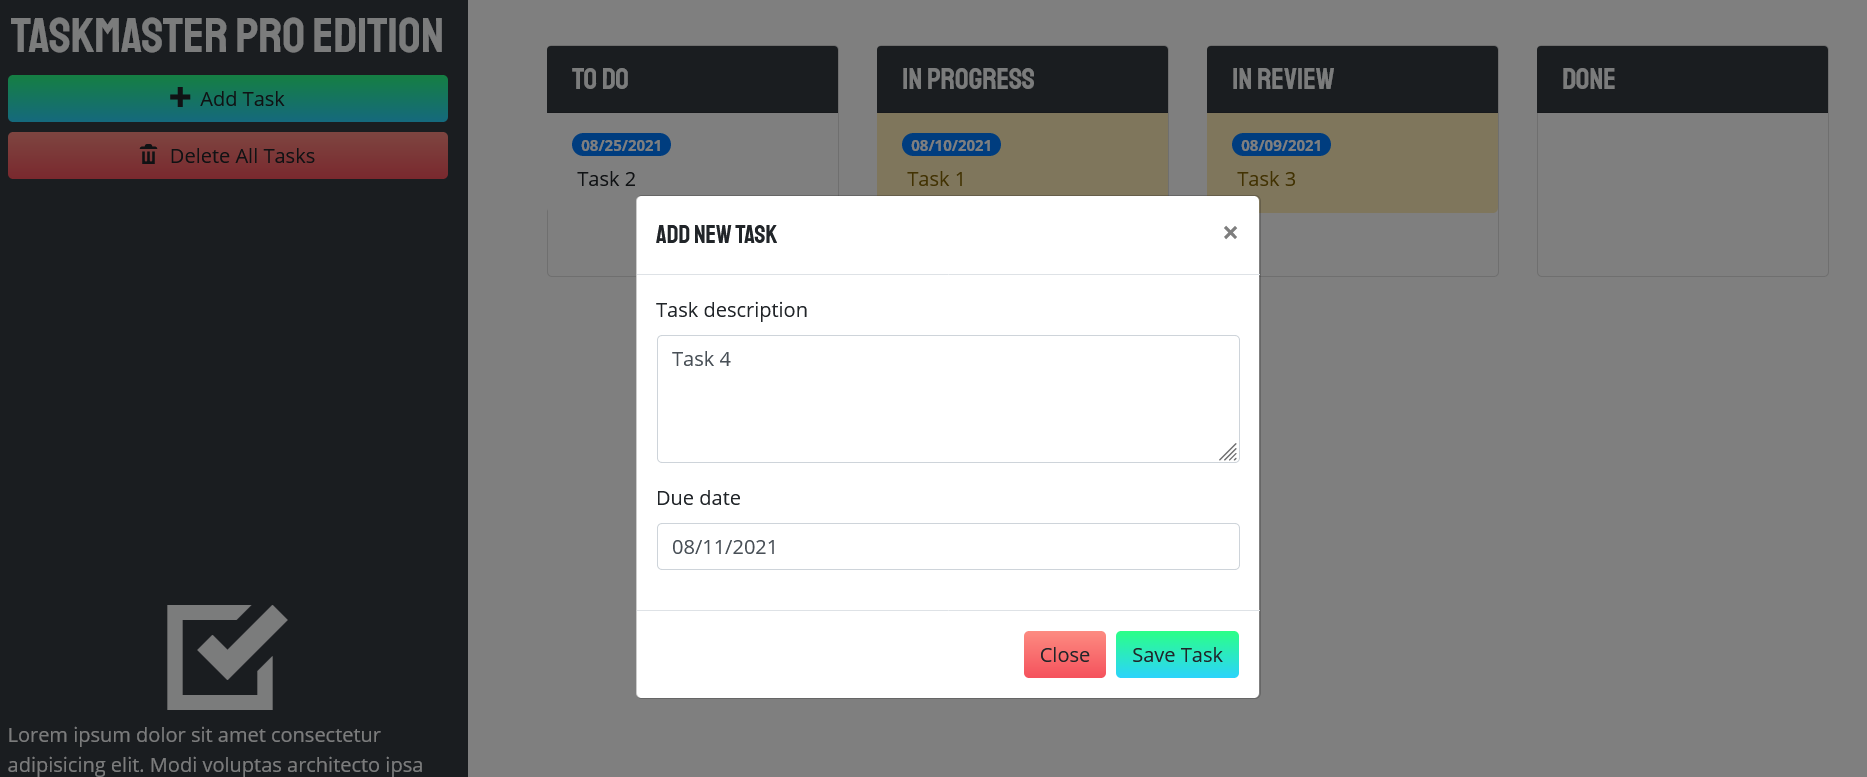 TASKMASTER PRO EDITION
Add Task
Delete All Tasks
Lorem ipsum dolor sit amet consectetur
adipisicing elit. Modi voluptas architecto ipsa
TO DO
08/25/2021
Task 2
IN PROGRESS
08/10/2021
Task 1
IN REVIEW
08/09/2021
Task 3
DONE
ADD NEW TASK
×
Task description
Task 4
Due date
08/11/2021
Close
Save Task